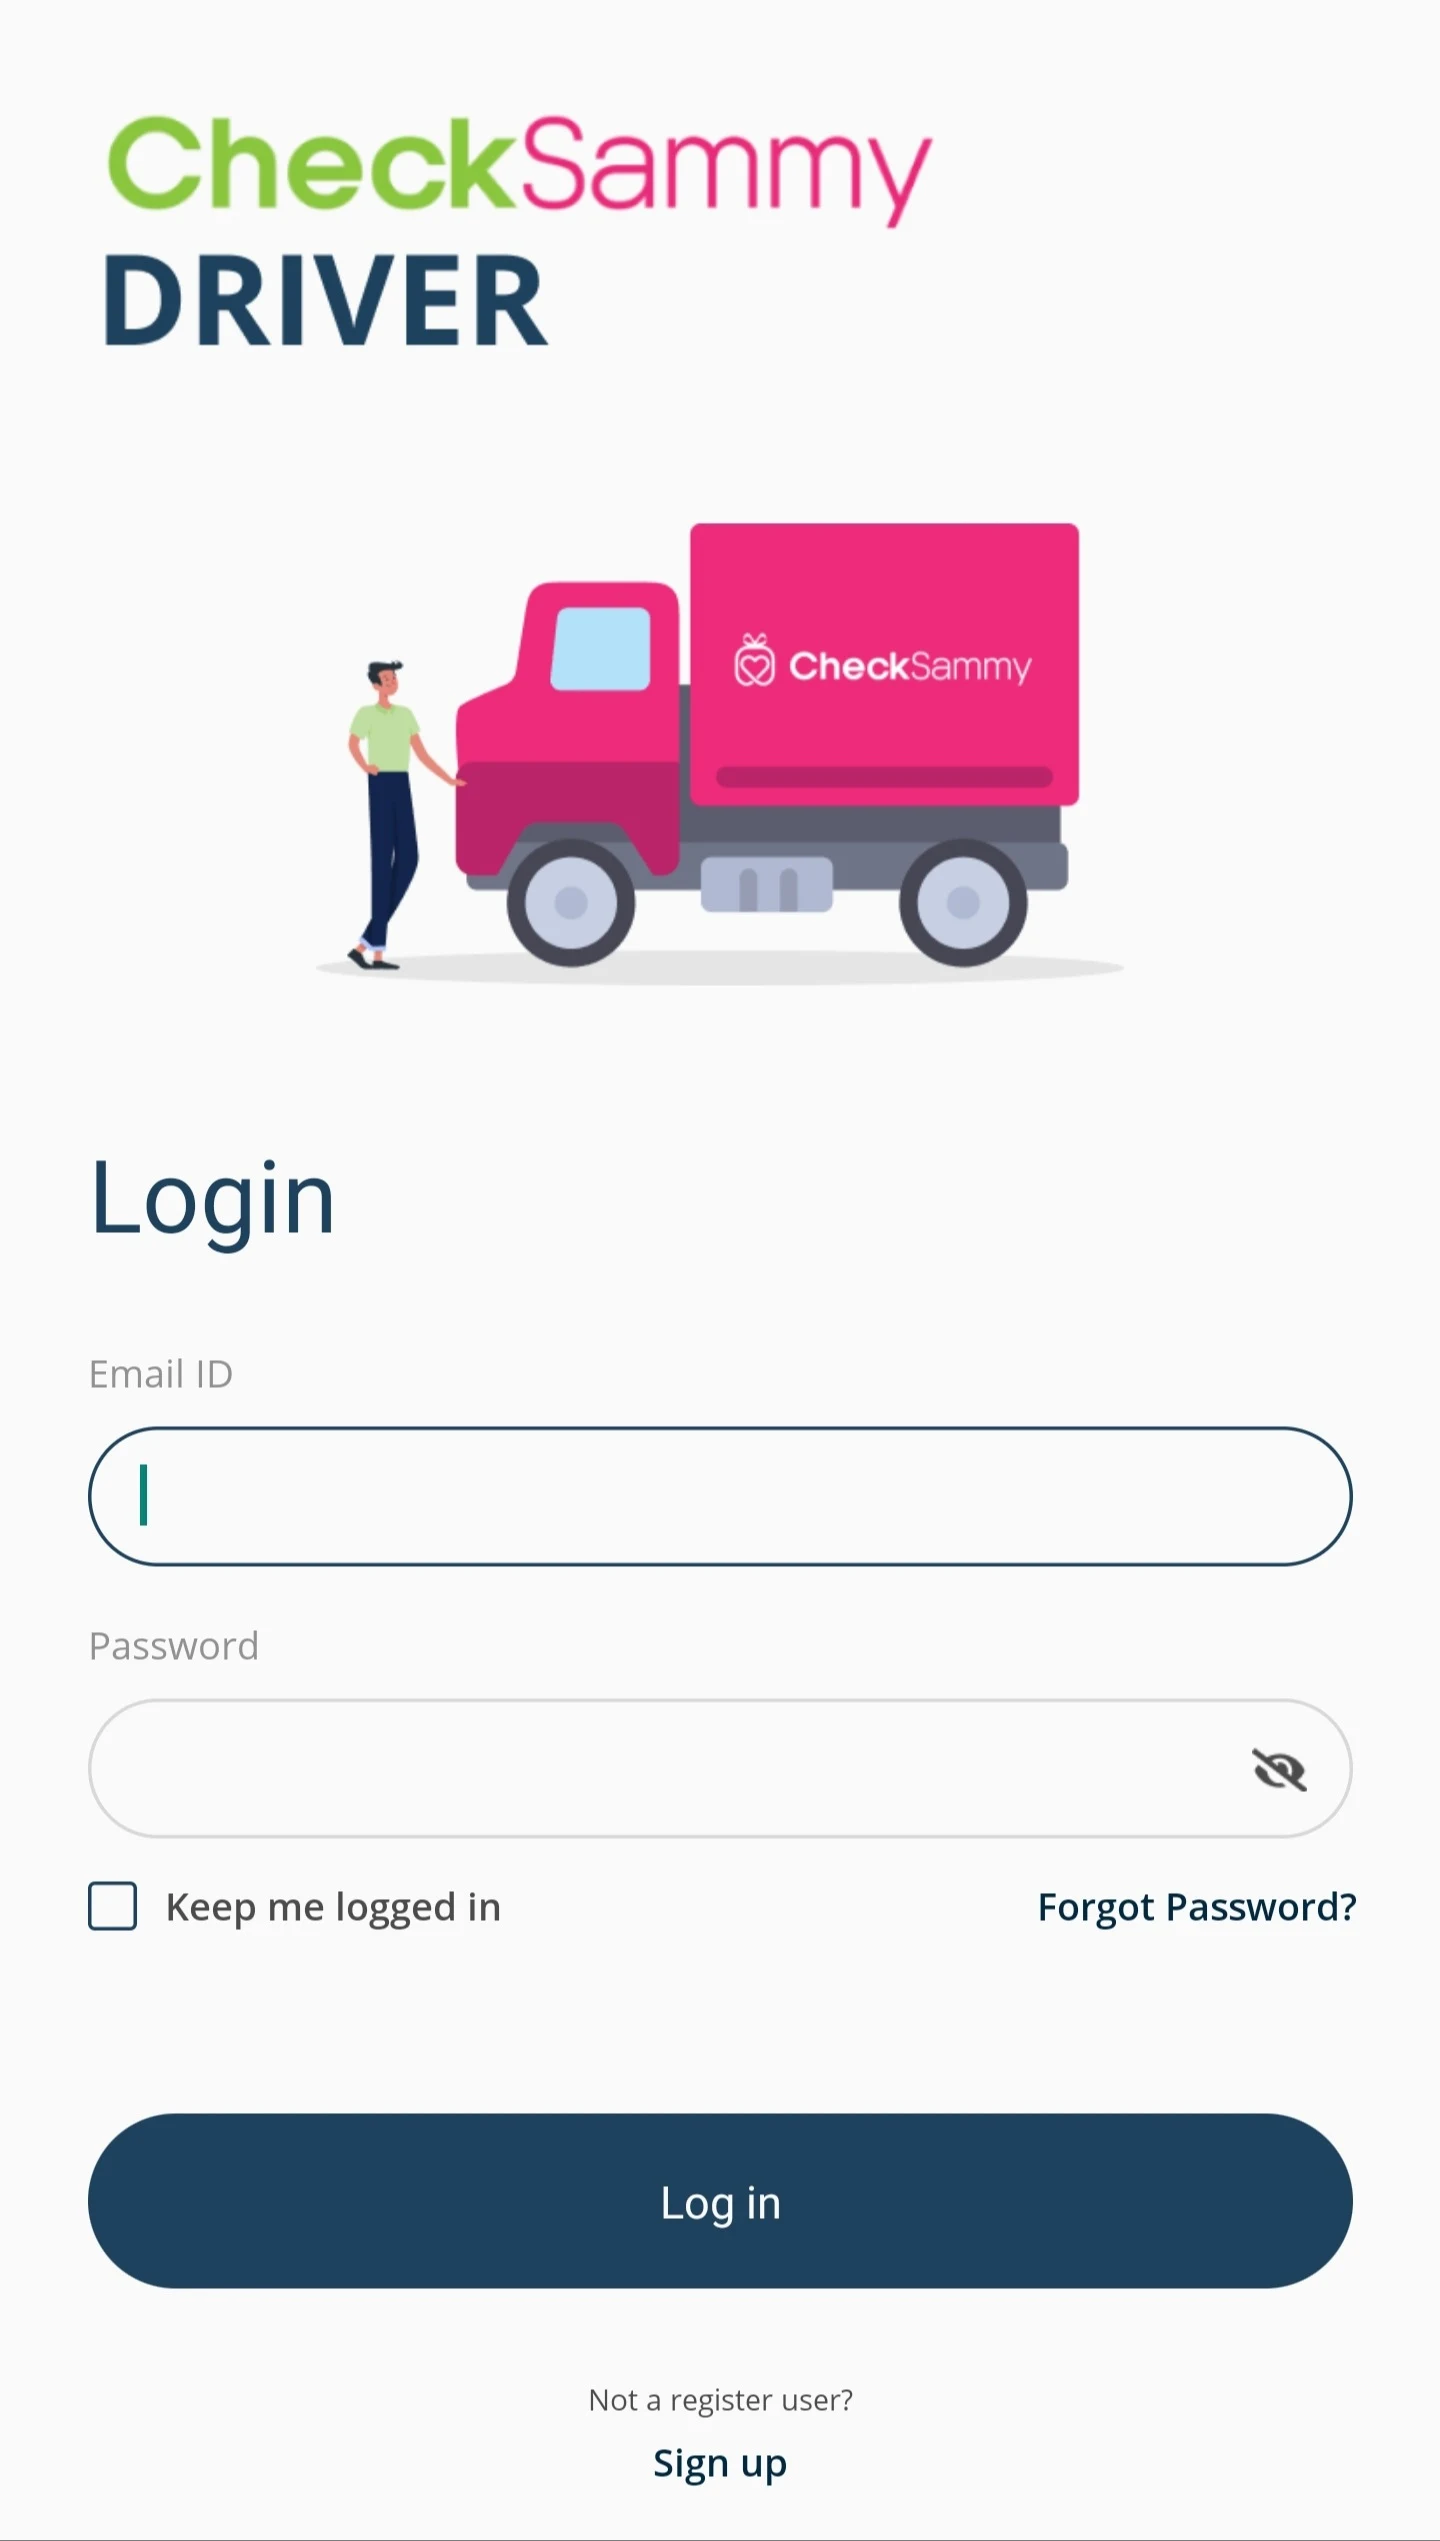 CheckSammy
DRIVER
CheckSammy
Login
Email ID
Password
Keep me logged in
Forgot Password?
Log in
Not a register user?
Sign up